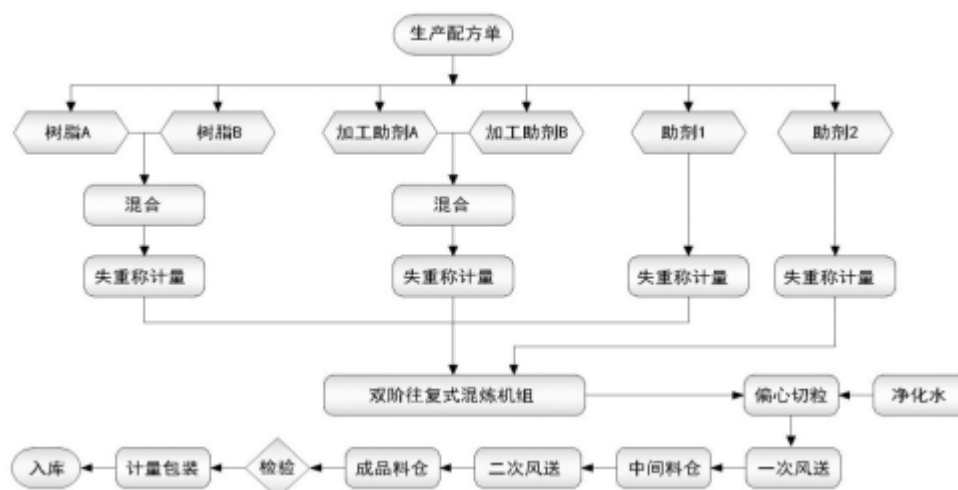 生产配方单
树脂A
树脂B
加工助剂A
加工助剂B
助剂1
助剂2
混合
混合
失重称计量
失重称计量
失重称计量
失重称计量
双阶往复式混炼机组
偏心切粒
净化水
入库
计量包装
检验
成品料仓
二次风送
中间料仓
一次风送